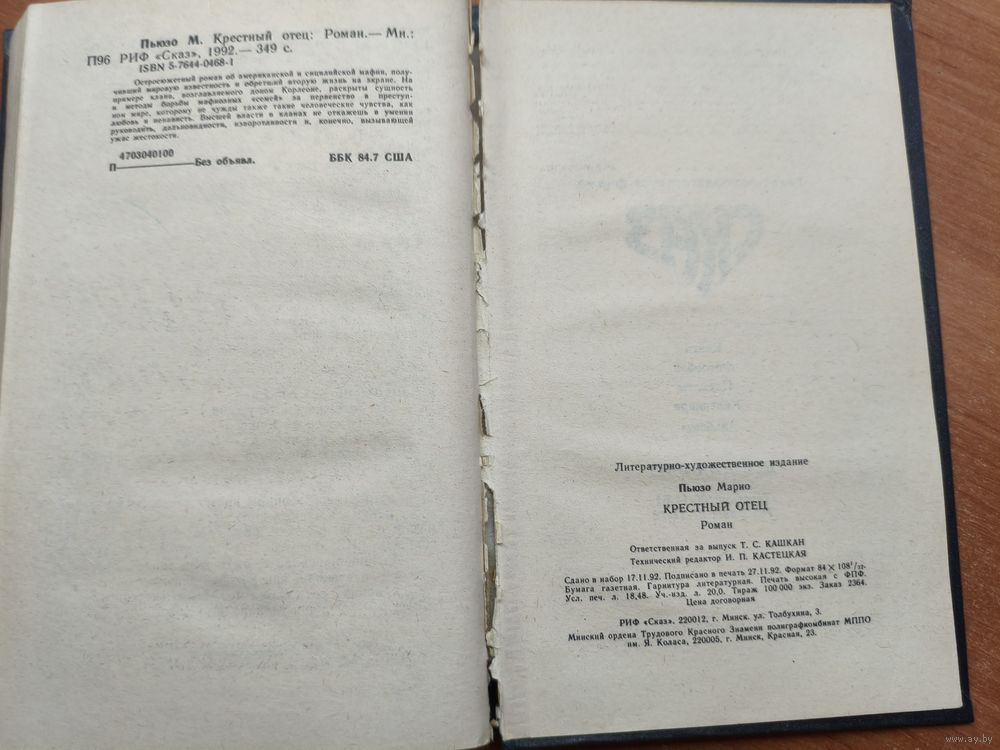 Пьюзо М. Крестный отец: Роман.— Мн.:
П96 РИФ «Сказ», 1992.— 349 с.
ISBN 5-7644-0468-1
Остросюжетный роман об американской и сицилийской мафии, полу-
чивший мировую известность и обретший вторую жизнь на экране. На
примере клана, возглавляемого доном Корлеоне, раскрыты сущность
и методы борьбы мафиозных «семей» за первенство в преступ-
ном мире, которому не чужды также такие человеческие чувства, как
любовь и ненависть. Высшей власти в кланах не откажешь в умении
руководить, дальновидности, изворотливости и, конечно, вызывающей
ужас жестокости.
4703040100
П————Без объявл.
ББК 84.7 США
Литературно-художественное издание
Пьюзо Марио
КРЕСТНЫЙ ОТЕЦ
Роман
Ответственная за выпуск Т. С. КАШКАН
Технический редактор И. П. КАСТЕЦКАЯ
Сдано в набор 17.11.92. Подписано в печать 27.11.92. Формат 84×108¹/₃₂.
Бумага газетная. Гарнитура литературная. Печать высокая с ФПФ.
Усл. печ. л. 18,48. Уч.-изд. л. 20,0. Тираж 100 000 экз. Заказ 2364.
Цена договорная
РИФ «Сказ», 220012, г. Минск. ул. Толбухина, 3.
Минский ордена Трудового Красного Знамени полиграфкомбинат МППО
им. Я. Коласа, 220005, г. Минск, Красная, 23.
www.ay.by